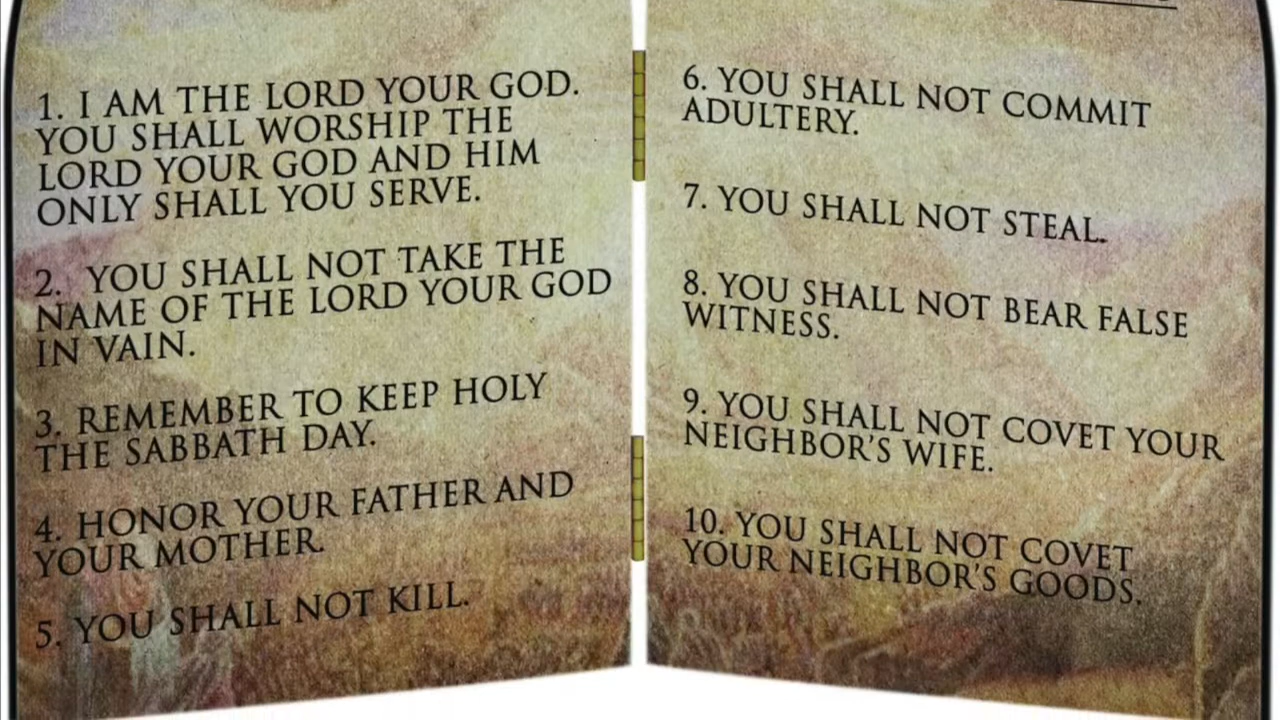 1. I AM THE LORD YOUR GOD.
YOU SHALL WORSHIP THE
LORD YOUR GOD AND HIM
ONLY SHALL YOU SERVE.
2. YOU SHALL NOT TAKE THE
NAME OF THE LORD YOUR GOD
IN VAIN.
3. REMEMBER TO KEEP HOLY
THE SABBATH DAY.
4. HONOR YOUR FATHER AND
YOUR MOTHER.
5. YOU SHALL NOT KILL.
6. YOU SHALL NOT COMMIT
ADULTERY.
7. YOU SHALL NOT STEAL.
8. YOU SHALL NOT BEAR FALSE
WITNESS.
9. YOU SHALL NOT COVET YOUR
NEIGHBOR'S WIFE.
10. YOU SHALL NOT COVET
YOUR NEIGHBOR'S GOODS.